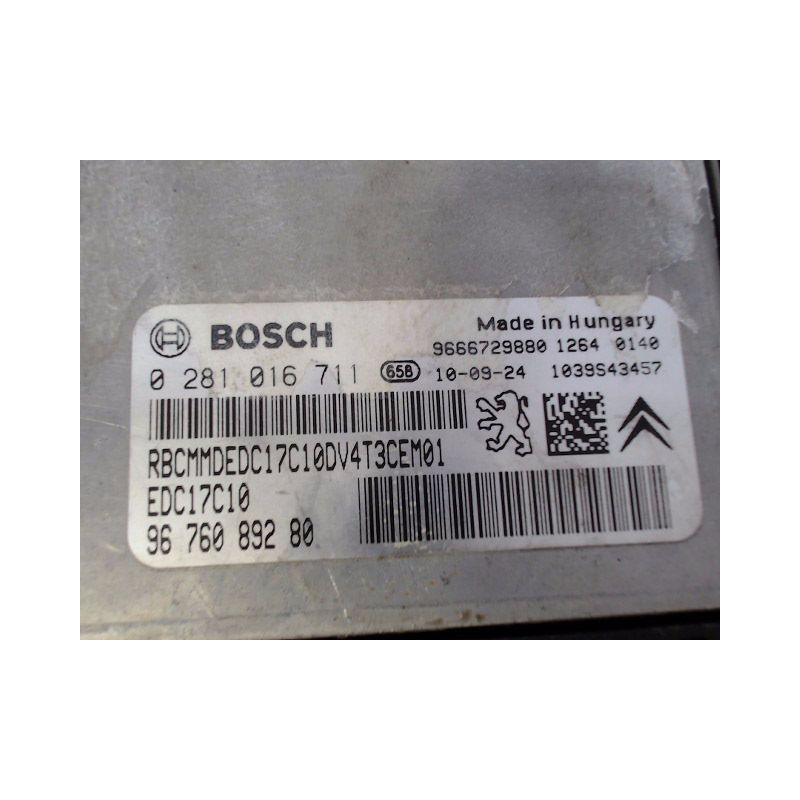 BOSCH
Made in Hungary
9666729880 1264 0140
0 281 016 711 658 10-09-24 1039S43457
RBCMMDEDC17C10DV4T3CEM01
EDC17C10
96 760 892 80